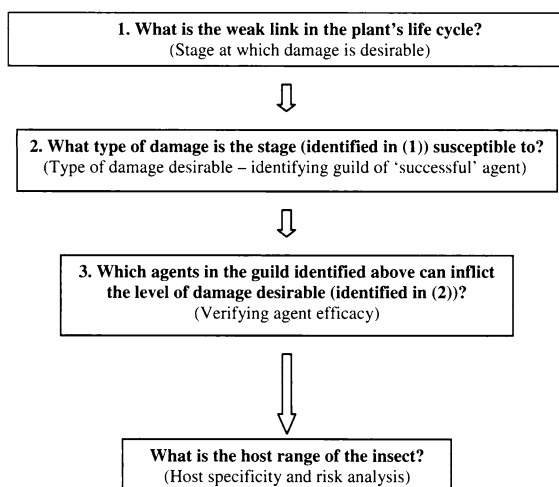 1. What is the weak link in the plant's life cycle?
(Stage at which damage is desirable)
2. What type of damage is the stage (identified in (1)) susceptible to?
(Type of damage desirable – identifying guild of 'successful' agent)
3. Which agents in the guild identified above can inflict
the level of damage desirable (identified in (2))?
(Verifying agent efficacy)
What is the host range of the insect?
(Host specificity and risk analysis)